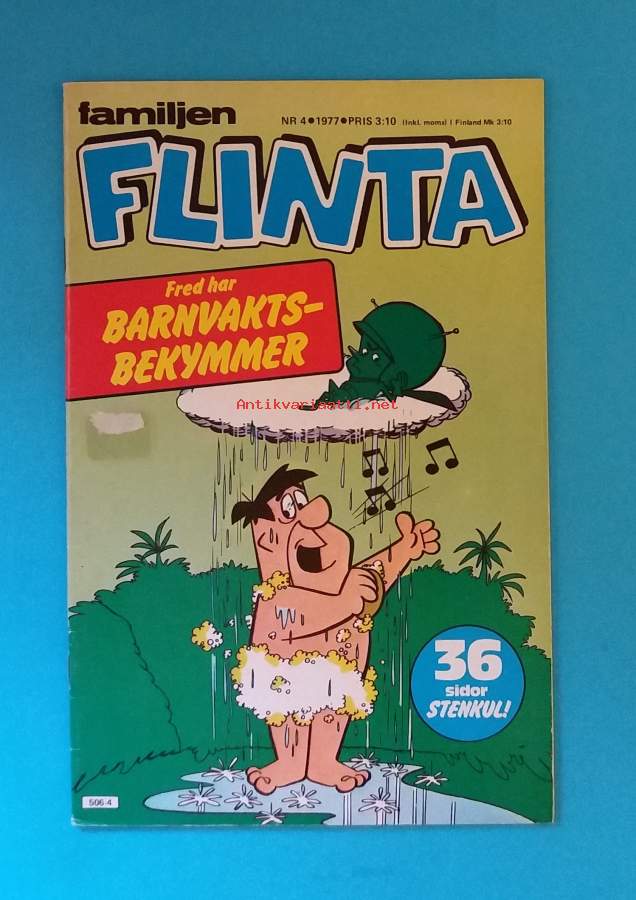 familjen
NR 4●1977●PRIS 3:10 (Inkl. moms) | Finland Mk 3:10
FLINTA
Fred har
BARNVAKTS-
BEKYMMER
Antikvariaatti.net
36
sidor
STENKUL!
506-4